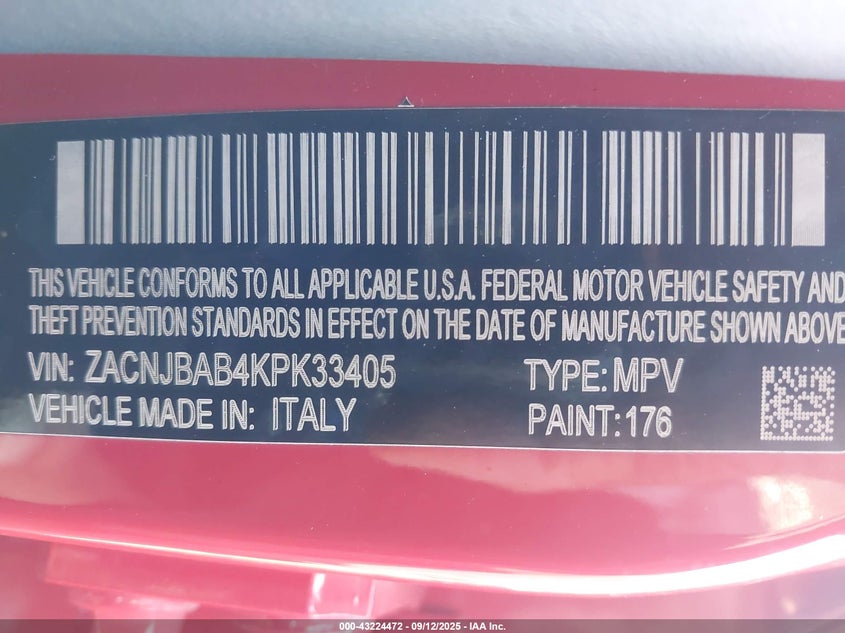 THIS VEHICLE CONFORMS TO ALL APPLICABLE U.S.A. FEDERAL MOTOR VEHICLE SAFETY AND
THEFT PREVENTION STANDARDS IN EFFECT ON THE DATE OF MANUFACTURE SHOWN ABOVE
VIN: ZACNJBAB4KPK33405 TYPE: MPV
VEHICLE MADE IN: ITALY PAINT: 176
000-43224472 - 09/12/2025 - IAA Inc.